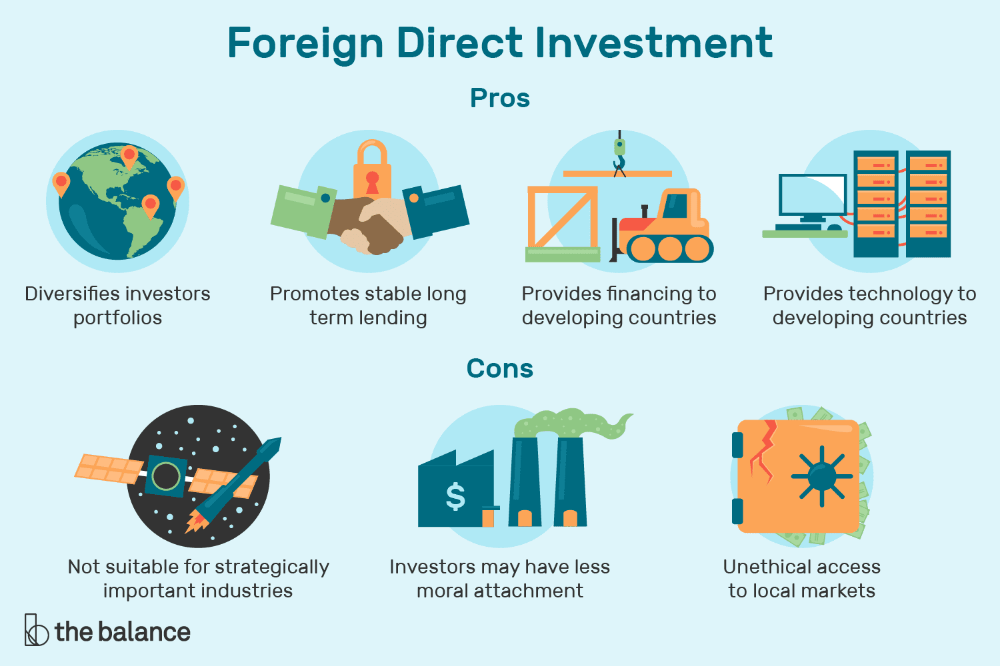 Foreign Direct Investment
Pros
Diversifies investors
portfolios
Promotes stable long
term lending
Provides financing to
developing countries
Provides technology to
developing countries
Cons
$
Not suitable for strategically
important industries
Investors may have less
moral attachment
Unethical access
to local markets
b the balance